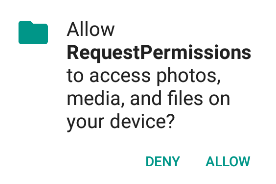 Allow
RequestPermissions
to access photos,
media, and files on
your device?
DENY ALLOW